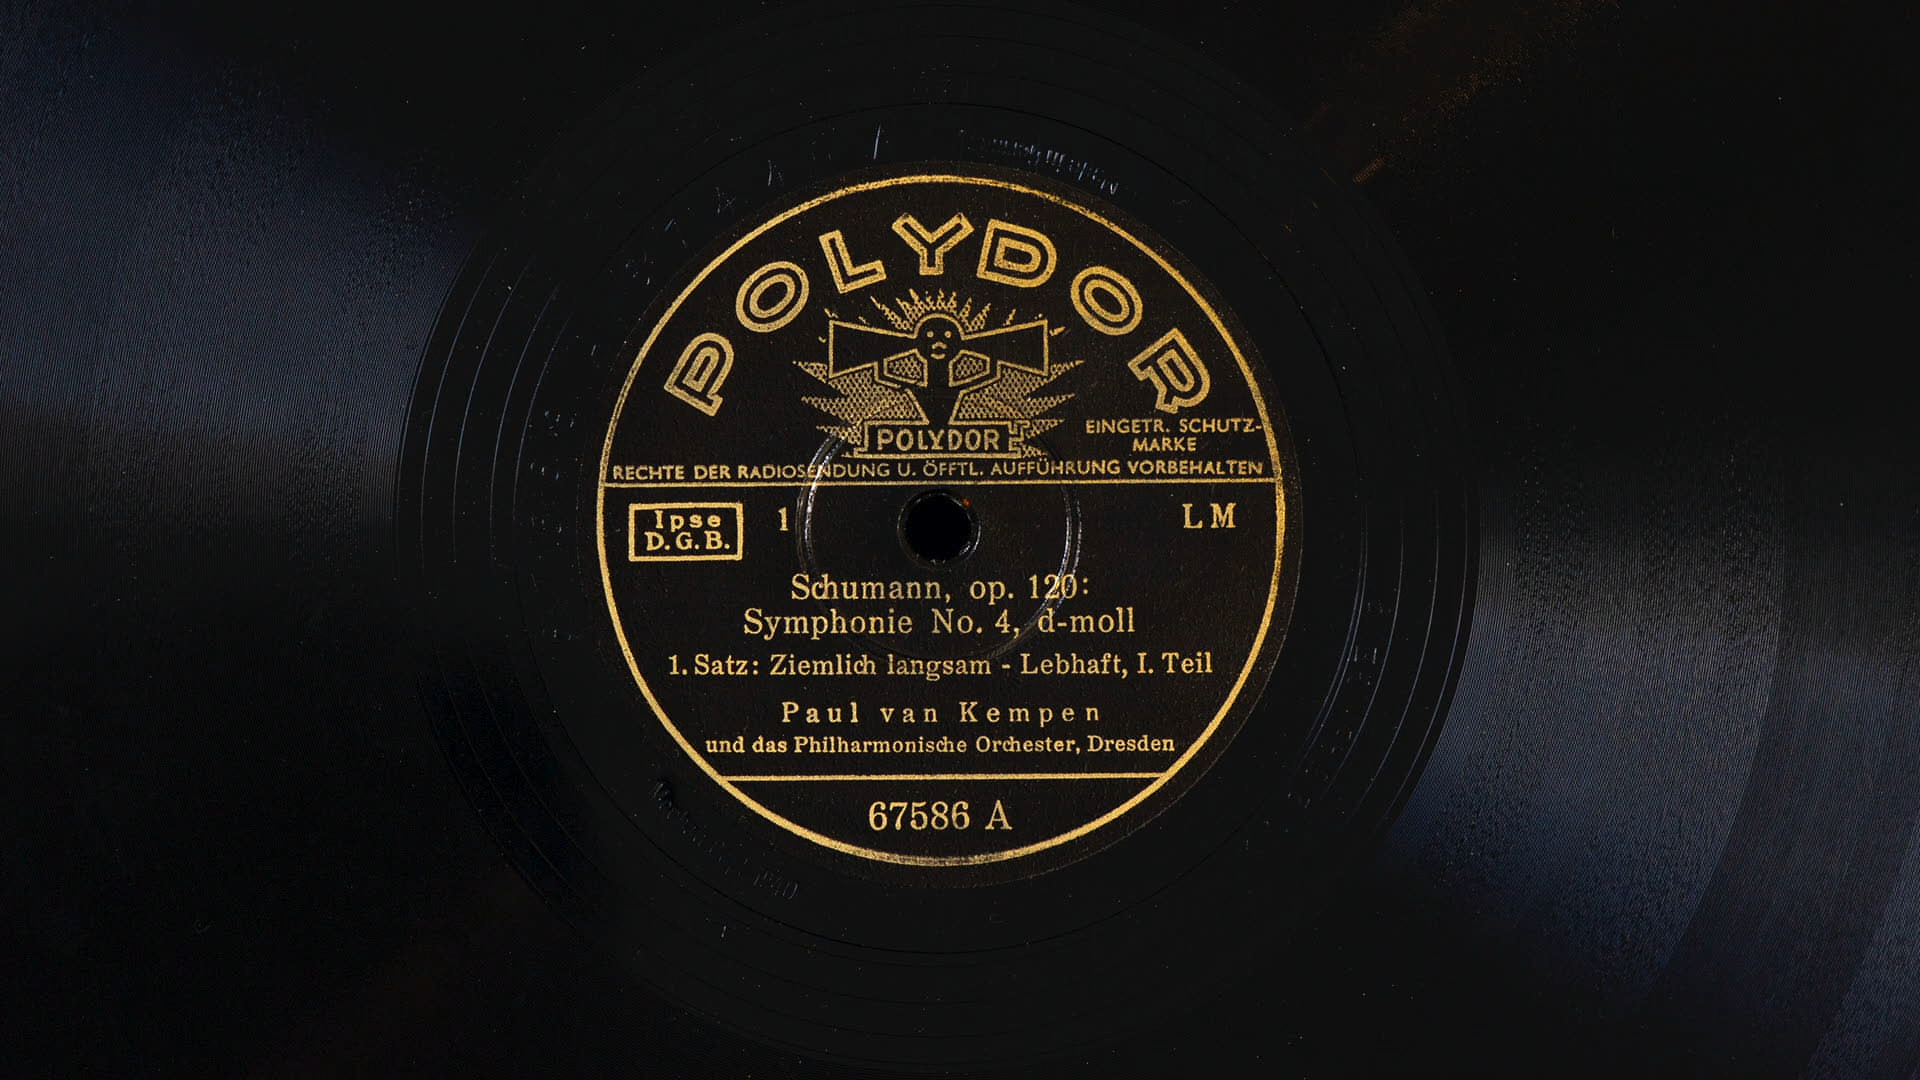 POLYDOR
POLYDOR
EINGETR. SCHUTZ-
MARKE
RECHTE DER RADIOSENDUNG U. ÖFFTL. AUFFÜHRUNG VORBEHALTEN
Ipse
D.G.B.
1
LM
Schumann, op. 120:
Symphonie No. 4, d-moll
1. Satz: Ziemlich langsam - Lebhaft, I. Teil
Paul van Kempen
und das Philharmonische Orchester, Dresden
67586 A